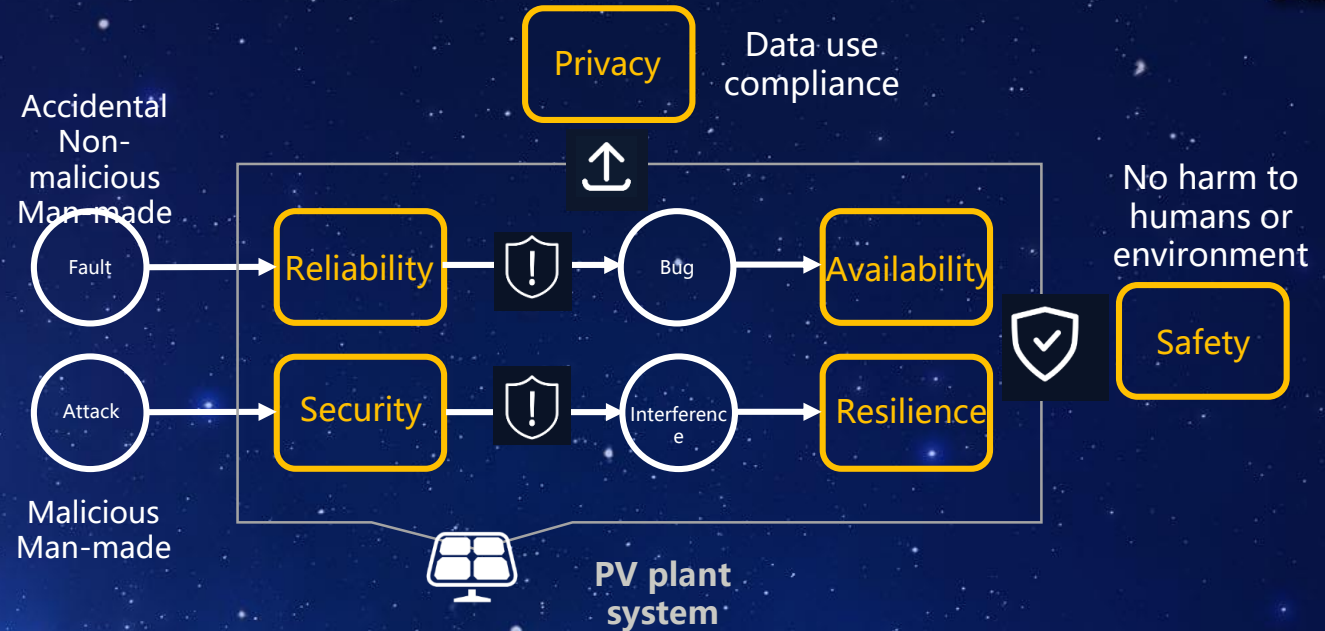 Privacy
Data use
compliance
Accidental
Non-
malicious
Man-made
No harm to
humans or
environment
Fault
Reliability
Bug
Availability
Safety
Attack
Security
Interferenc
e
Resilience
Malicious
Man-made
PV plant
system